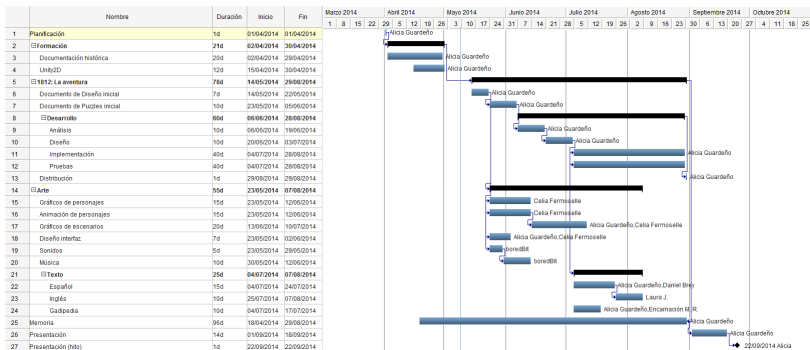 Nombre Duración Inicio Fin Marzo 2014 Abril 2014 Mayo 2014 Junio 2014 Julio 2014 Agosto 2014 Septiembre 2014 Octubre 2014
1 8 15 22 29 5 12 19 26 3 10 17 24 31 7 14 21 28 5 12 19 26 2 9 16 23 30 6 13 20 27 4 11 18 25
1 Planificación 1d 01/04/2014 01/04/2014 Alicia Guardeño
2 Formación 21d 02/04/2014 30/04/2014
3 Documentación histórica 20d 02/04/2014 29/04/2014 Alicia Guardeño
4 Unity2D 12d 15/04/2014 30/04/2014 Alicia Guardeño
5 1812: La aventura 78d 14/05/2014 29/08/2014
6 Documento de Diseño inicial 7d 14/05/2014 22/05/2014 Alicia Guardeño
7 Documento de Puzzles inicial 10d 23/05/2014 05/06/2014 Alicia Guardeño
8 Desarrollo 60d 06/06/2014 28/08/2014
9 Análisis 10d 06/06/2014 19/06/2014 Alicia Guardeño
10 Diseño 10d 20/06/2014 03/07/2014 Alicia Guardeño
11 Implementación 40d 04/07/2014 28/08/2014 Alicia Guardeño
12 Pruebas 40d 04/07/2014 28/08/2014
13 Distribución 1d 29/08/2014 29/08/2014 Alicia Guardeño
14 Arte 55d 23/05/2014 07/08/2014
15 Gráficos de personajes 15d 23/05/2014 12/06/2014 Celia Fermoselle
16 Animación de personajes 15d 23/05/2014 12/06/2014 Celia Fermoselle
17 Gráficos de escenarios 20d 13/06/2014 10/07/2014 Alicia Guardeño,Celia Fermoselle
18 Diseño interfaz 7d 23/05/2014 02/06/2014 Alicia Guardeño,Celia Fermoselle
19 Sonidos 5d 23/05/2014 29/05/2014 boredBit
20 Música 10d 30/05/2014 12/06/2014 boredBit
21 Texto 25d 04/07/2014 07/08/2014
22 Español 15d 04/07/2014 24/07/2014 Alicia Guardeño,Daniel Brey
23 Inglés 10d 25/07/2014 07/08/2014 Laura J.
24 Gadipedia 10d 04/07/2014 17/07/2014 Alicia Guardeño,Encarnación M.R.
25 Memoria 96d 18/04/2014 29/08/2014 Alicia Guardeño
26 Presentación 14d 01/09/2014 18/09/2014 Alicia Guardeño
27 Presentación (hito) 1d 22/09/2014 22/09/2014 22/09/2014 Alicia